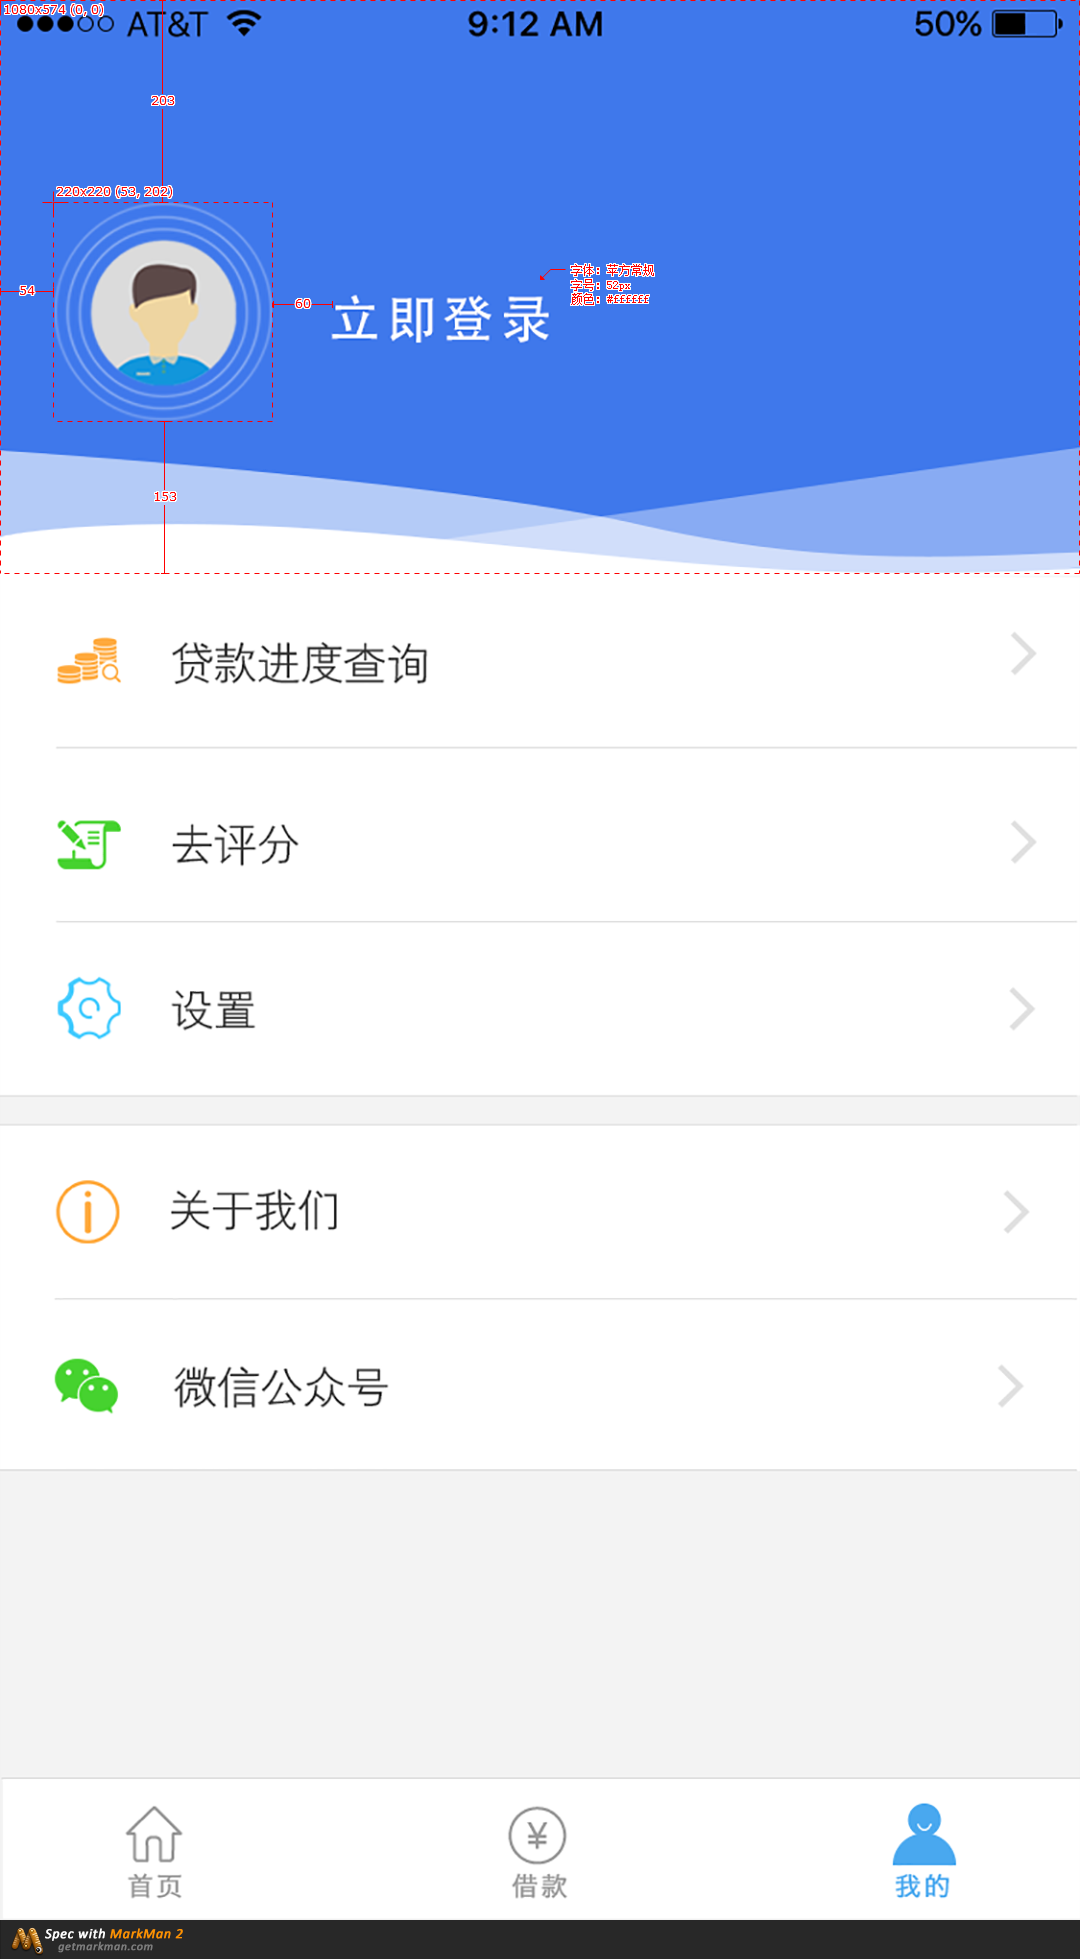 1080x574 (0, 0)
AT&T 9:12 AM 50%
203
220x220 (53, 202)
54
60
立即登录
字体：苹方常规
字号：52px
颜色：#ffffff
153
贷款进度查询
去评分
设置
关于我们
微信公众号
首页
借款
我的
Spec with MarkMan 2
getmarkman.com